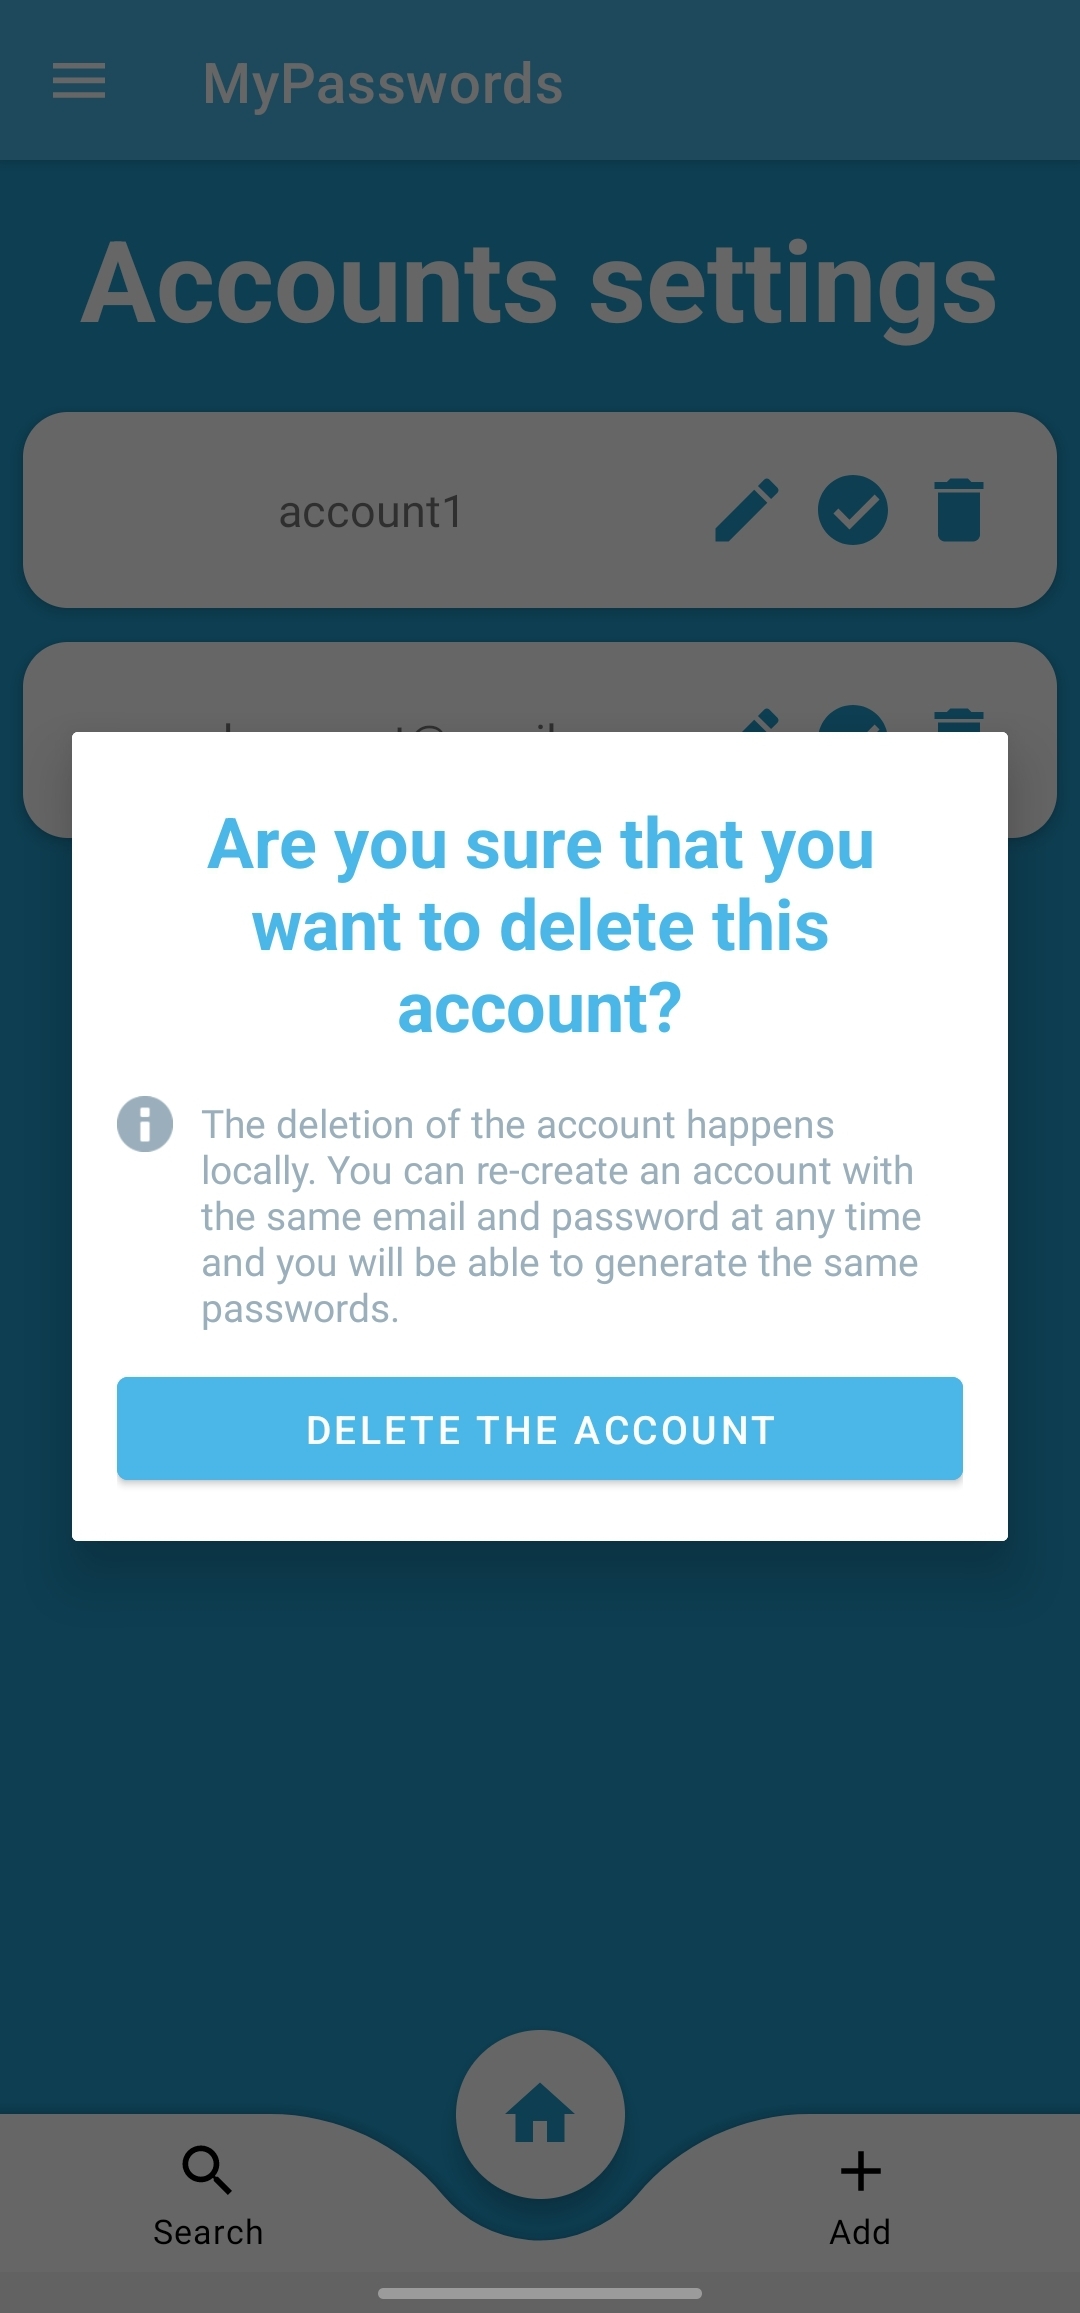 MyPasswords
Accounts settings
account1
Are you sure that you
want to delete this
account?
The deletion of the account happens
locally. You can re-create an account with
the same email and password at any time
and you will be able to generate the same
passwords.
DELETE THE ACCOUNT
Search
Add